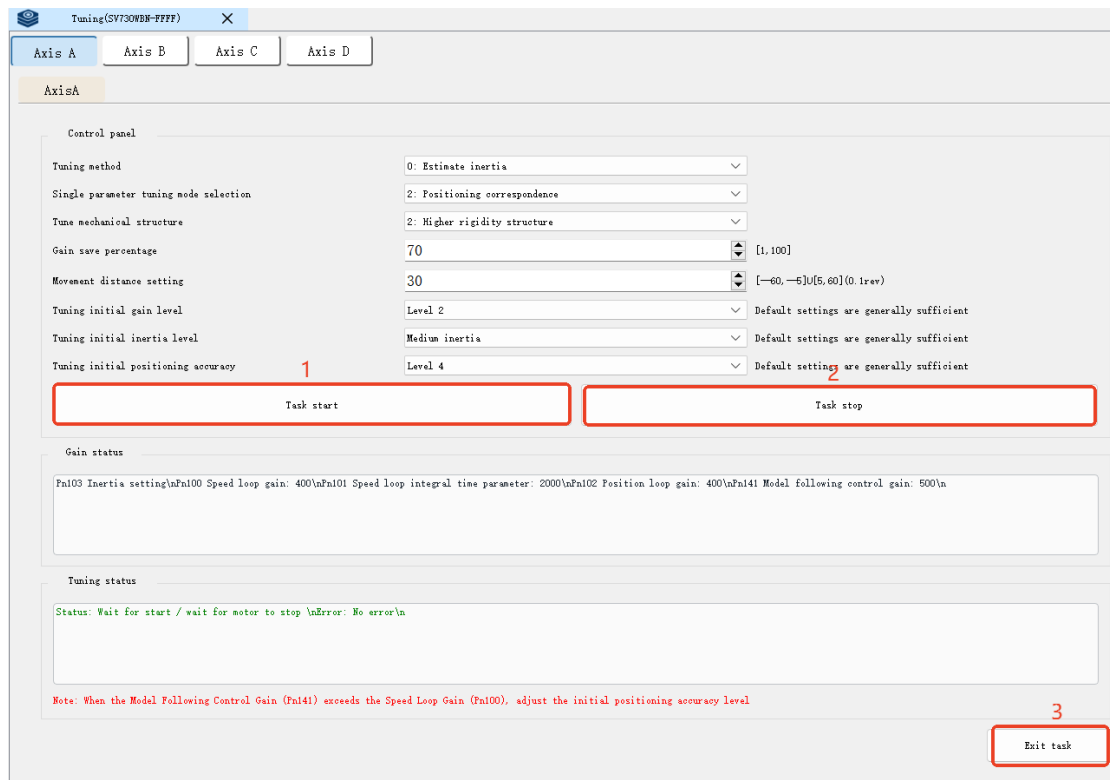 Tuning(SV730WBN-FFFF)
Axis A Axis B Axis C Axis D
AxisA
Control panel
Tuning method 0: Estimate inertia
Single parameter tuning mode selection 2: Positioning correspondence
Tune mechanical structure 2: Higher rigidity structure
Gain save percentage 70 [1,100]
Movement distance setting 30 [—60,—5]U[5,60](0.1rev)
Tuning initial gain level Level 2 Default settings are generally sufficient
Tuning initial inertia level Medium inertia Default settings are generally sufficient
Tuning initial positioning accuracy Level 4 Default settings are generally sufficient
1 2
Task start Task stop
Gain status
Pn103 Inertia setting\nPn100 Speed loop gain: 400\nPn101 Speed loop integral time parameter: 2000\nPn102 Position loop gain: 400\nPn141 Model following control gain: 500\n
Tuning status
Status: Wait for start / wait for motor to stop \nError: No error\n
Note: When the Model Following Control Gain (Pn141) exceeds the Speed Loop Gain (Pn100), adjust the initial positioning accuracy level
3
Exit task